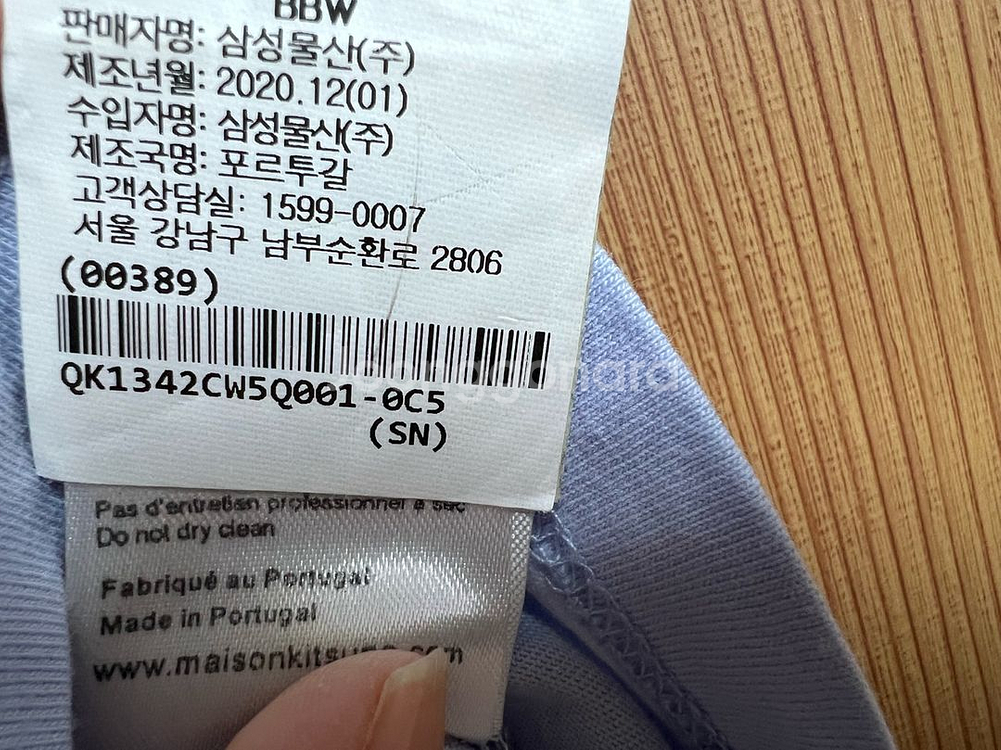 BBW
판매자명: 삼성물산(주)
제조년월: 2020.12(01)
수입자명: 삼성물산(주)
제조국명: 포르투갈
고객상담실: 1599-0007
서울 강남구 남부순환로 2806
(00389)
QK1342CW5Q001-0C5
(SN)
Pas d'entretien professionnel à sec
Do not dry clean
Fabriqué au Portugal
Made in Portugal